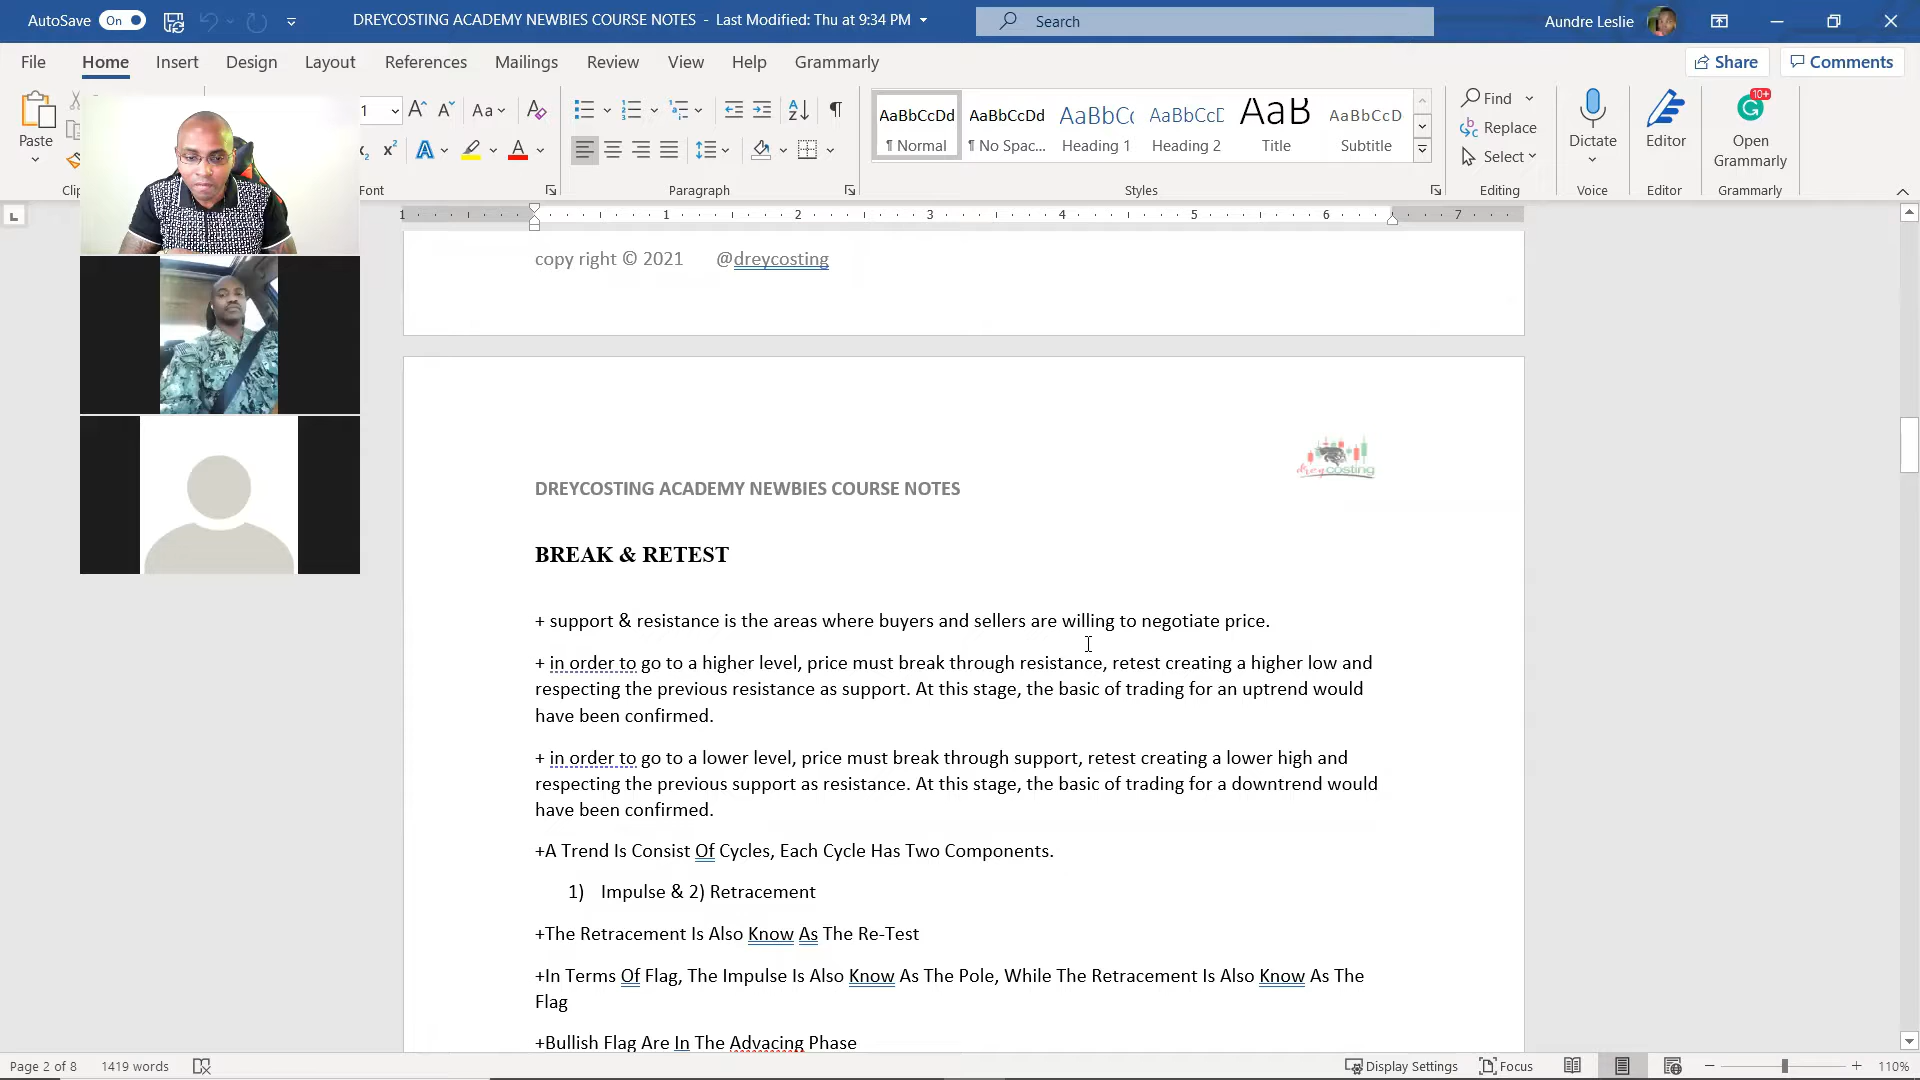 AutoSave On DREYCOSTING ACADEMY NEWBIES COURSE NOTES - Last Modified: Thu at 9:34 PM Search Aundre Leslie
File Home Insert Design Layout References Mailings Review View Help Grammarly Share Comments
Paste
Aa
AaBbCcDd AaBbCcDd AaBbCc AaBbCcD AaB AaBbCcD
¶ Normal ¶ No Spac... Heading 1 Heading 2 Title Subtitle
Find
Replace
Select
Dictate
Editor
10+
Open
Grammarly
Font Paragraph Styles Editing Voice Editor Grammarly
1 1 2 3 4 5 6 7
copy right © 2021 @dreycosting
dreycosting
DREYCOSTING ACADEMY NEWBIES COURSE NOTES
BREAK & RETEST
+ support & resistance is the areas where buyers and sellers are willing to negotiate price.
+ in order to go to a higher level, price must break through resistance, retest creating a higher low and
respecting the previous resistance as support. At this stage, the basic of trading for an uptrend would
have been confirmed.
+ in order to go to a lower level, price must break through support, retest creating a lower high and
respecting the previous support as resistance. At this stage, the basic of trading for a downtrend would
have been confirmed.
+A Trend Is Consist Of Cycles, Each Cycle Has Two Components.
1) Impulse & 2) Retracement
+The Retracement Is Also Know As The Re-Test
+In Terms Of Flag, The Impulse Is Also Know As The Pole, While The Retracement Is Also Know As The
Flag
+Bullish Flag Are In The Advacing Phase
Page 2 of 8 1419 words Display Settings Focus 110%